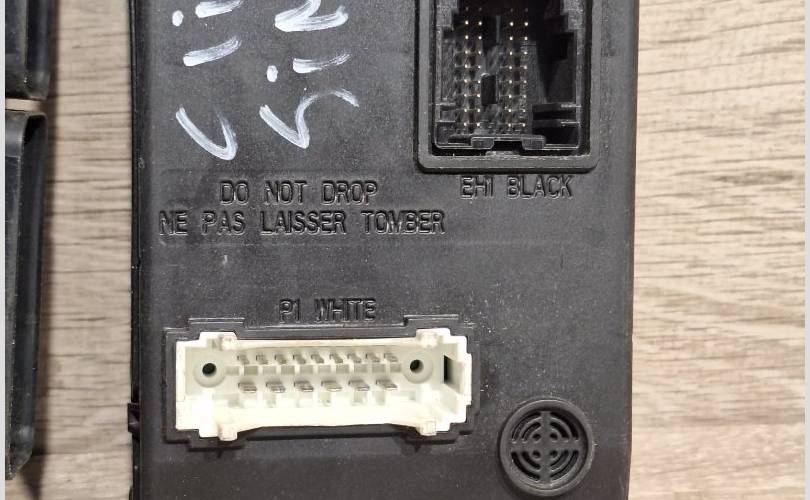 DO NOT DROP
NE PAS LAISSER TOMBER
EH1 BLACK
P1 WHITE